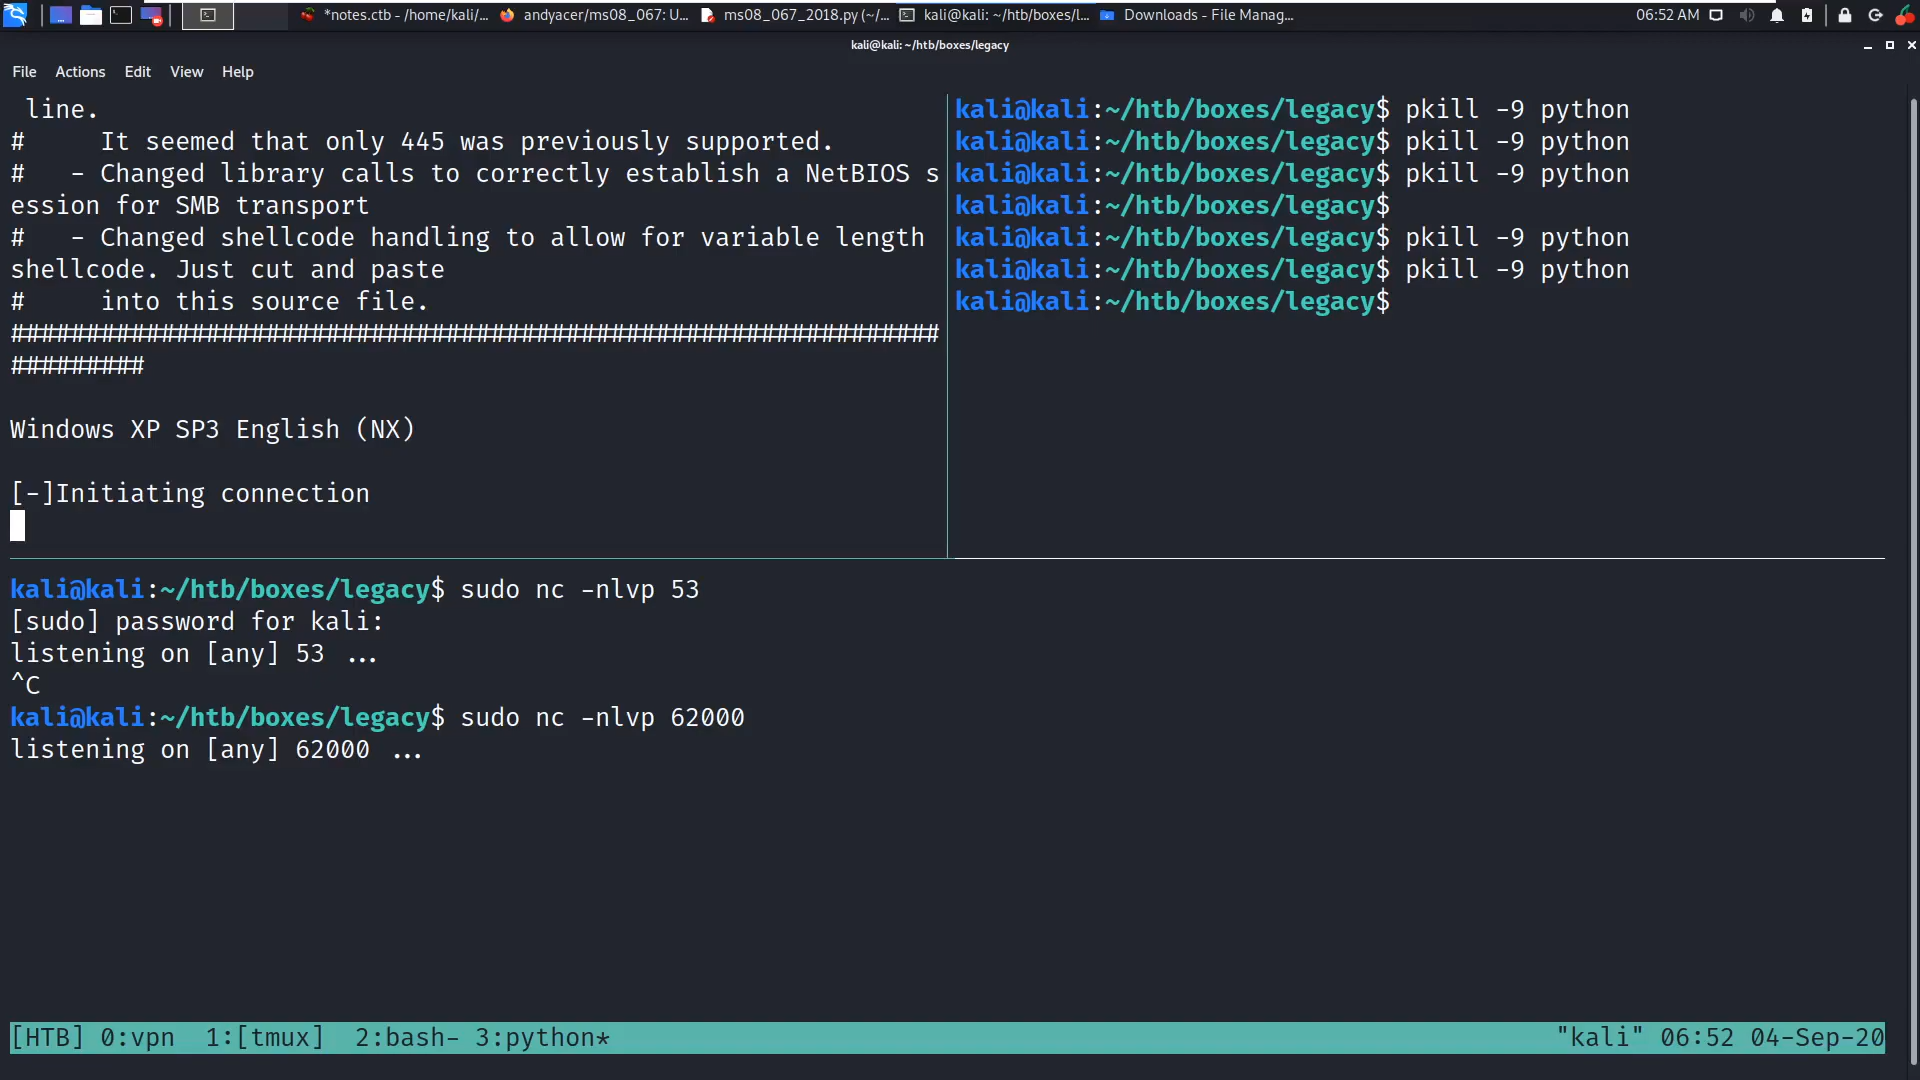 *notes.ctb - /home/kali/... andyacer/ms08_067: U... ms08_067_2018.py (~/... kali@kali: ~/htb/boxes/l... Downloads - File Manag... 06:52 AM
kali@kali: ~/htb/boxes/legacy
File Actions Edit View Help
line.
#     It seemed that only 445 was previously supported.
#   - Changed library calls to correctly establish a NetBIOS s
ession for SMB transport
#   - Changed shellcode handling to allow for variable length
shellcode. Just cut and paste
#     into this source file.
##############################################################
#########
Windows XP SP3 English (NX)
[-]Initiating connection
kali@kali:~/htb/boxes/legacy$ pkill -9 python
kali@kali:~/htb/boxes/legacy$ pkill -9 python
kali@kali:~/htb/boxes/legacy$ pkill -9 python
kali@kali:~/htb/boxes/legacy$
kali@kali:~/htb/boxes/legacy$ pkill -9 python
kali@kali:~/htb/boxes/legacy$ pkill -9 python
kali@kali:~/htb/boxes/legacy$
kali@kali:~/htb/boxes/legacy$ sudo nc -nlvp 53
[sudo] password for kali:
listening on [any] 53 ...
^C
kali@kali:~/htb/boxes/legacy$ sudo nc -nlvp 62000
listening on [any] 62000 ...
[HTB] 0:vpn  1:[tmux]  2:bash- 3:python* "kali" 06:52 04-Sep-20